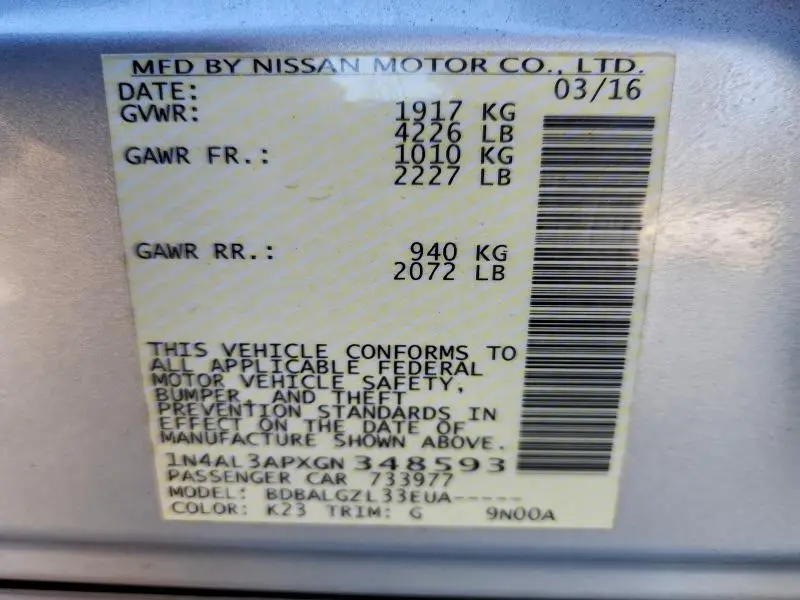 MFD BY NISSAN MOTOR CO., LTD.
DATE: 03/16
GVWR: 1917 KG
4226 LB
GAWR FR.: 1010 KG
2227 LB
GAWR RR.: 940 KG
2072 LB
THIS VEHICLE CONFORMS TO
ALL APPLICABLE FEDERAL
MOTOR VEHICLE SAFETY,
BUMPER, AND THEFT
PREVENTION STANDARDS IN
EFFECT ON THE DATE OF
MANUFACTURE SHOWN ABOVE.
1N4AL3APXGN348593
PASSENGER CAR 733977
MODEL: BDBALGZL33EUA-----
COLOR: K23 TRIM: G 9N00A